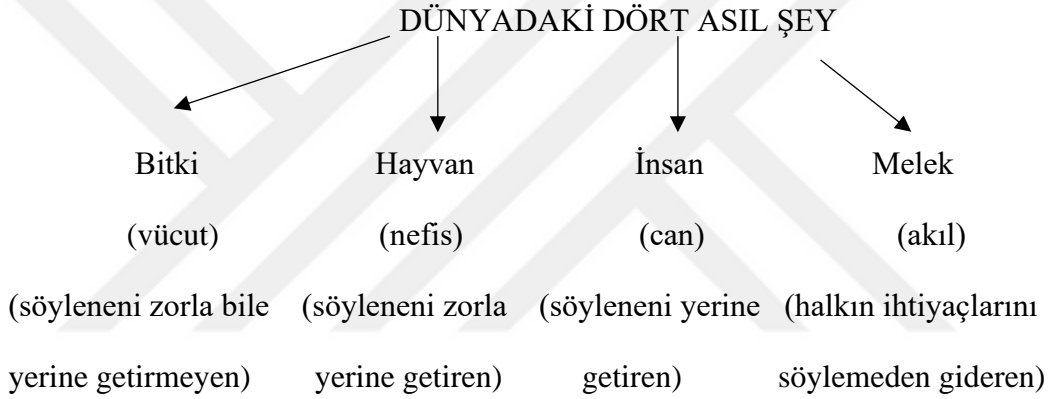 DÜNYADAKİ DÖRT ASIL ŞEY
Bitki Hayvan İnsan Melek
(vücut) (nefis) (can) (akıl)
(söyleneni zorla bile (söyleneni zorla (söyleneni yerine (halkın ihtiyaçlarını
yerine getirmeyen) yerine getiren) getiren) söylemeden gideren)